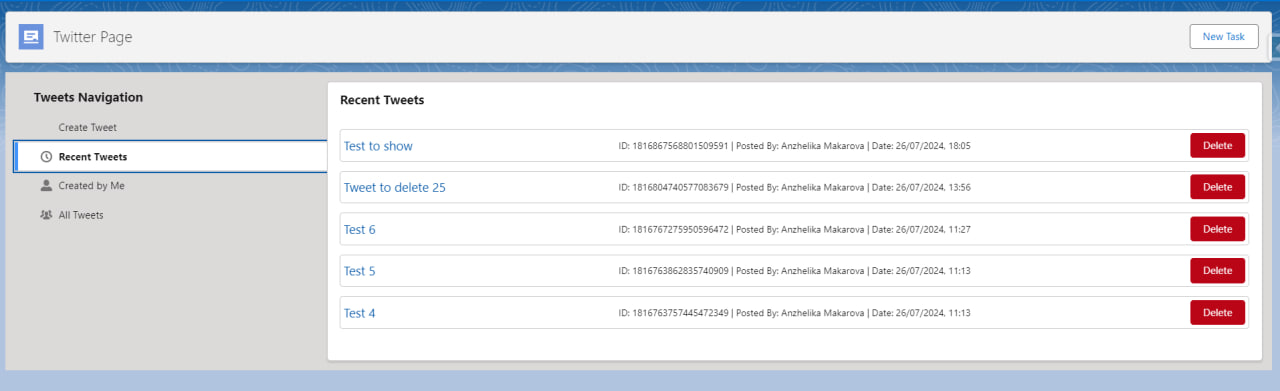 Twitter Page
New Task
Tweets Navigation
Create Tweet
Recent Tweets
Created by Me
All Tweets
Recent Tweets
Test to show ID: 1816867568801509591 | Posted By: Anzhelika Makarova | Date: 26/07/2024, 18:05 Delete
Tweet to delete 25 ID: 1816804740577083679 | Posted By: Anzhelika Makarova | Date: 26/07/2024, 13:56 Delete
Test 6 ID: 1816767275950596472 | Posted By: Anzhelika Makarova | Date: 26/07/2024, 11:27 Delete
Test 5 ID: 1816763862835740909 | Posted By: Anzhelika Makarova | Date: 26/07/2024, 11:13 Delete
Test 4 ID: 1816763757445472349 | Posted By: Anzhelika Makarova | Date: 26/07/2024, 11:13 Delete